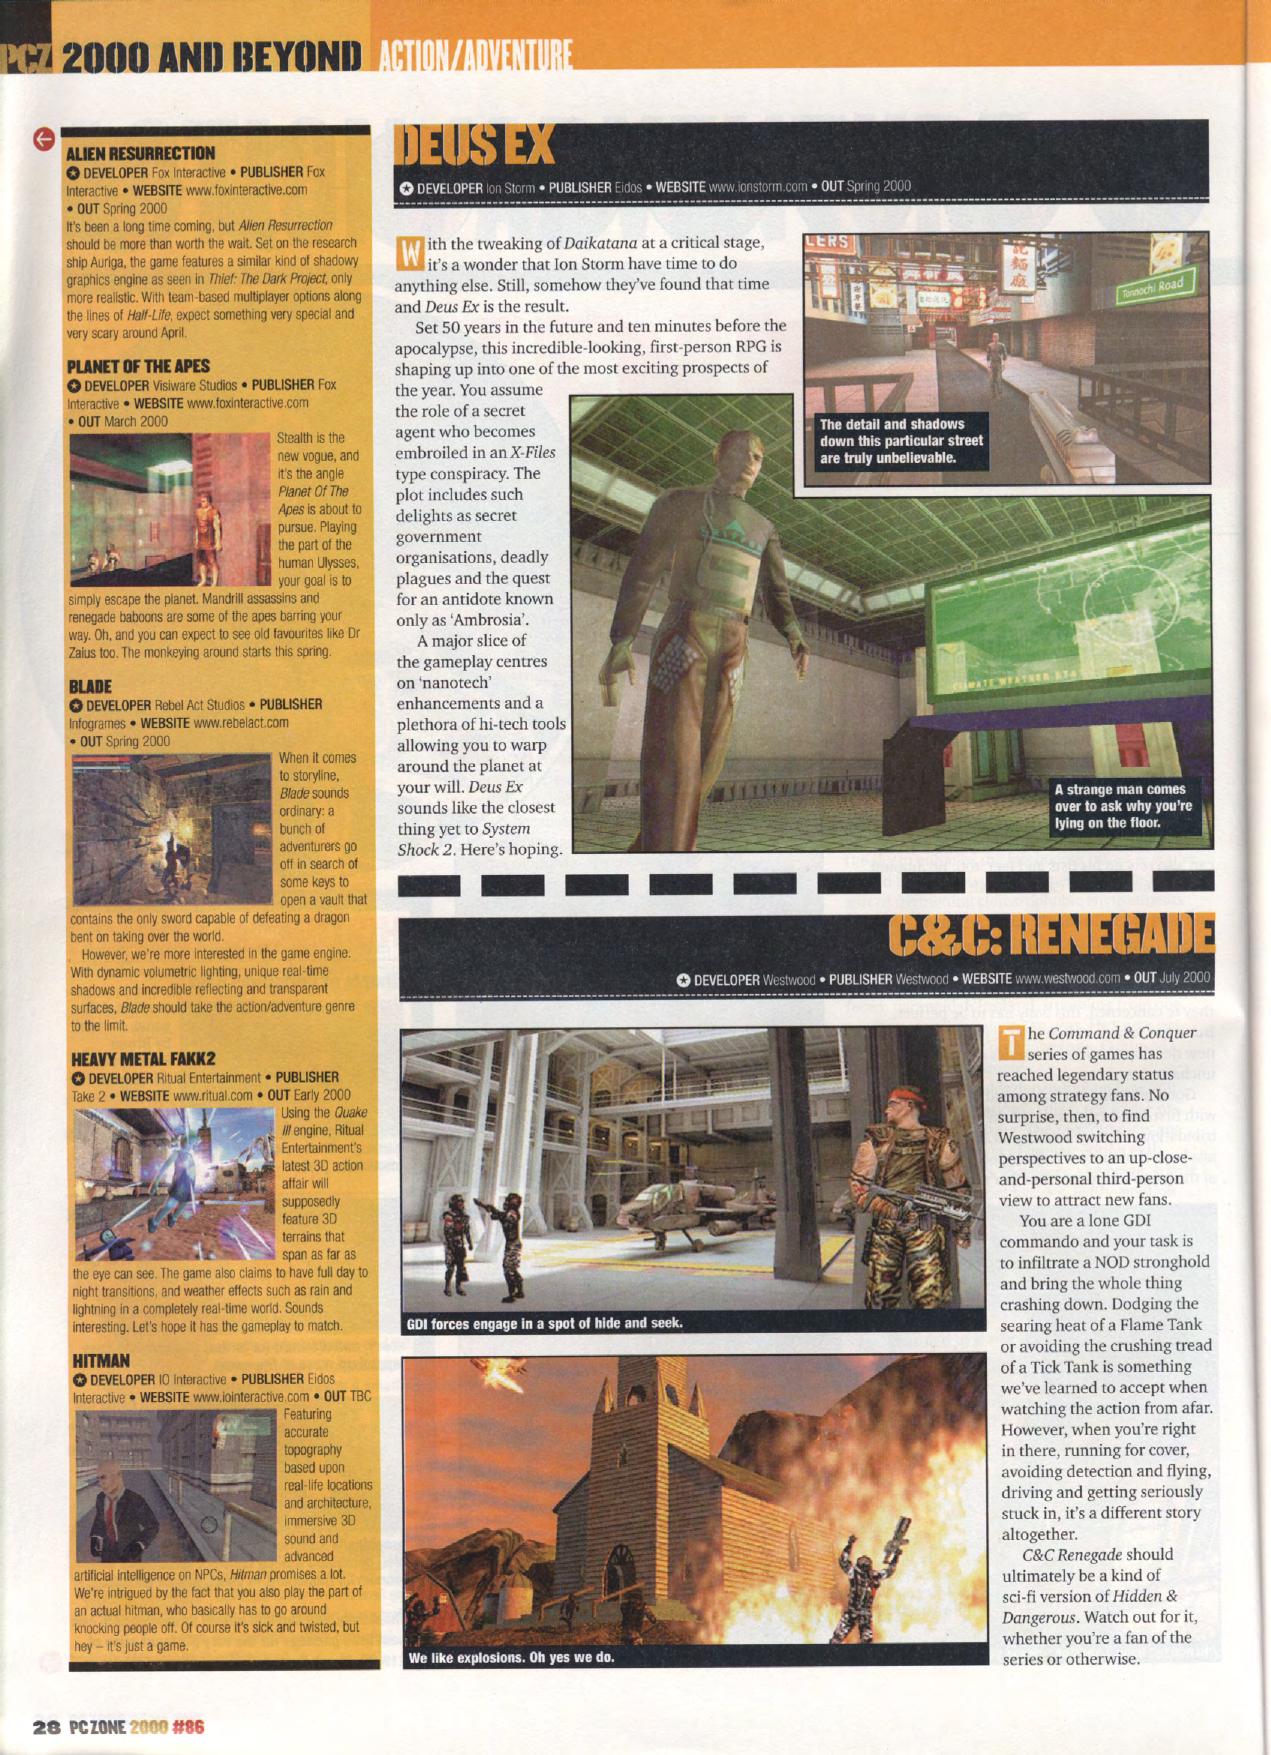 PCZ 2000 AND BEYOND ACTION/ADVENTURE
ALIEN RESURRECTION
DEVELOPER Fox Interactive • PUBLISHER Fox
Interactive • WEBSITE www.foxinteractive.com
• OUT Spring 2000
It's been a long time coming, but Alien Resurrection
should be more than worth the wait. Set on the research
ship Auriga, the game features a similar kind of shadowy
graphics engine as seen in Thief: The Dark Project, only
more realistic. With team-based multiplayer options along
the lines of Half-Life, expect something very special and
very scary around April.
PLANET OF THE APES
DEVELOPER Visiware Studios • PUBLISHER Fox
Interactive • WEBSITE www.foxinteractive.com
• OUT March 2000
Stealth is the
new vogue, and
it's the angle
Planet Of The
Apes is about to
pursue. Playing
the part of the
human Ulysses,
your goal is to
simply escape the planet. Mandrill assassins and
renegade baboons are some of the apes barring your
way. Oh, and you can expect to see old favourites like Dr
Zaius too. The monkeying around starts this spring.
BLADE
DEVELOPER Rebel Act Studios • PUBLISHER
Infogrames • WEBSITE www.rebelact.com
• OUT Spring 2000
When it comes
to storyline,
Blade sounds
ordinary: a
bunch of
adventurers go
off in search of
some keys to
open a vault that
contains the only sword capable of defeating a dragon
bent on taking over the world.
However, we're more interested in the game engine.
With dynamic volumetric lighting, unique real-time
shadows and incredible reflecting and transparent
surfaces, Blade should take the action/adventure genre
to the limit.
HEAVY METAL FAKK2
DEVELOPER Ritual Entertainment • PUBLISHER
Take 2 • WEBSITE www.ritual.com • OUT Early 2000
Using the Quake
III engine, Ritual
Entertainment's
latest 3D action
affair will
supposedly
feature 3D
terrains that
span as far as
the eye can see. The game also claims to have full day to
night transitions, and weather effects such as rain and
lightning in a completely real-time world. Sounds
interesting. Let's hope it has the gameplay to match.
HITMAN
DEVELOPER IO Interactive • PUBLISHER Eidos
Interactive • WEBSITE www.iointeractive.com • OUT TBC
Featuring
accurate
topography
based upon
real-life locations
and architecture,
immersive 3D
sound and
advanced
artificial intelligence on NPCs, Hitman promises a lot.
We're intrigued by the fact that you also play the part of
an actual hitman, who basically has to go around
knocking people off. Of course it's sick and twisted, but
hey – it's just a game.
DEUS EX
DEVELOPER Ion Storm • PUBLISHER Eidos • WEBSITE www.ionstorm.com • OUT Spring 2000
With the tweaking of Daikatana at a critical stage,
it's a wonder that Ion Storm have time to do
anything else. Still, somehow they've found that time
and Deus Ex is the result.
Set 50 years in the future and ten minutes before the
apocalypse, this incredible-looking, first-person RPG is
shaping up into one of the most exciting prospects of
the year. You assume
the role of a secret
agent who becomes
embroiled in an X-Files
type conspiracy. The
plot includes such
delights as secret
government
organisations, deadly
plagues and the quest
for an antidote known
only as 'Ambrosia'.
A major slice of
the gameplay centres
on 'nanotech'
enhancements and a
plethora of hi-tech tools
allowing you to warp
around the planet at
your will. Deus Ex
sounds like the closest
thing yet to System
Shock 2. Here's hoping.
LERS
Tonnochi Road
The detail and shadows
down this particular street
are truly unbelievable.
CLIMATE WEATHER
A strange man comes
over to ask why you're
lying on the floor.
C&C: RENEGADE
DEVELOPER Westwood • PUBLISHER Westwood • WEBSITE www.westwood.com • OUT July 2000
GDI forces engage in a spot of hide and seek.
We like explosions. Oh yes we do.
The Command & Conquer
series of games has
reached legendary status
among strategy fans. No
surprise, then, to find
Westwood switching
perspectives to an up-close-
and-personal third-person
view to attract new fans.
You are a lone GDI
commando and your task is
to infiltrate a NOD stronghold
and bring the whole thing
crashing down. Dodging the
searing heat of a Flame Tank
or avoiding the crushing tread
of a Tick Tank is something
we've learned to accept when
watching the action from afar.
However, when you're right
in there, running for cover,
avoiding detection and flying,
driving and getting seriously
stuck in, it's a different story
altogether.
C&C Renegade should
ultimately be a kind of
sci-fi version of Hidden &
Dangerous. Watch out for it,
whether you're a fan of the
series or otherwise.
28 PC ZONE 2000 #86